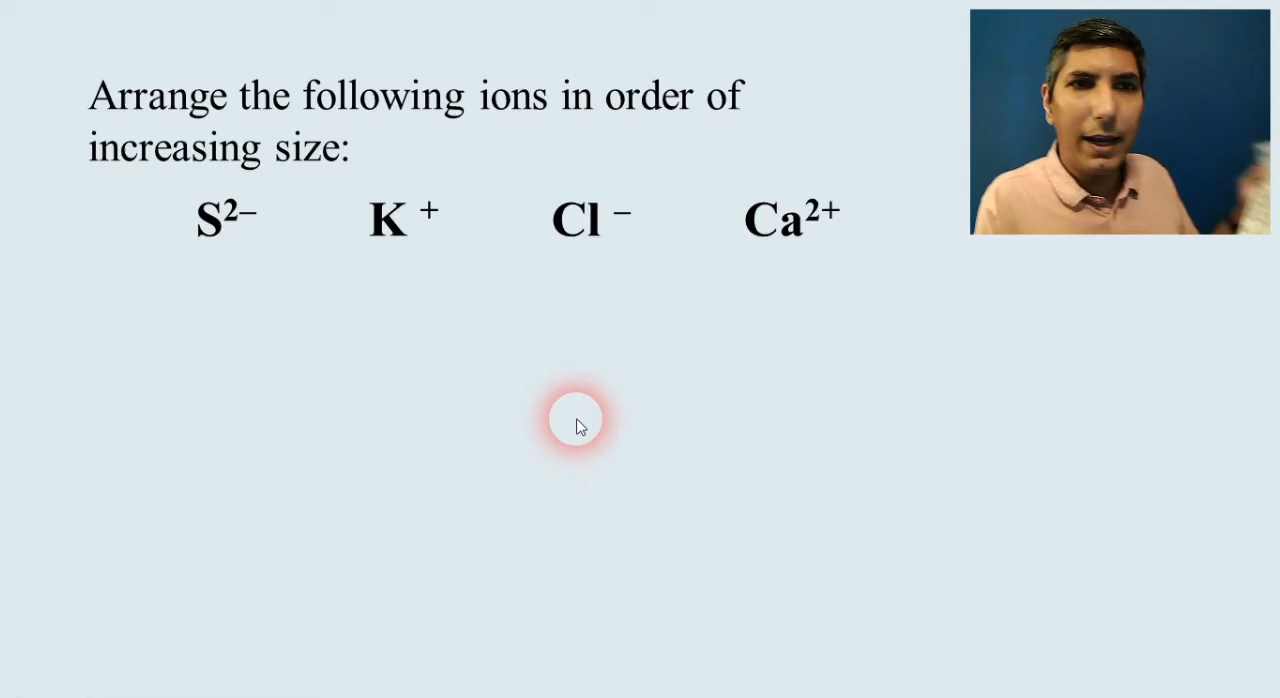 Arrange the following ions in order of
increasing size:
S²⁻ K ⁺ Cl ⁻ Ca²⁺